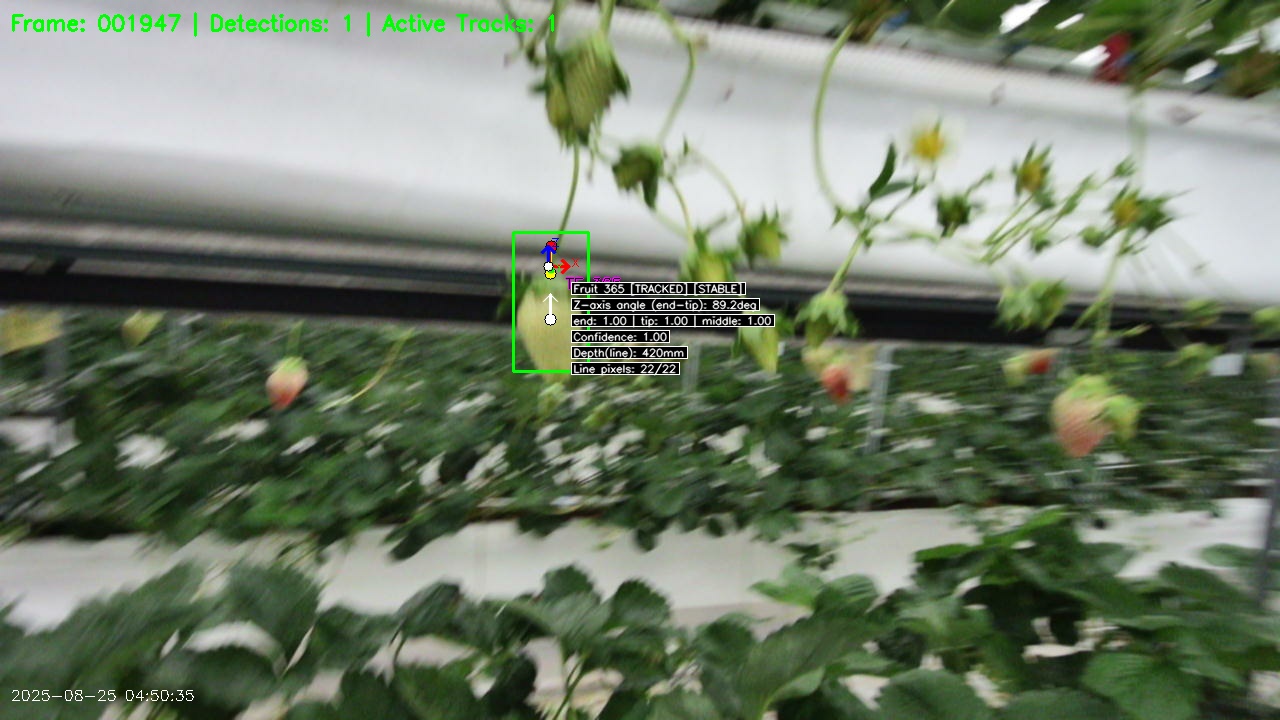 Frame: 001947 | Detections: 1 | Active Tracks: 1
Fruit 365 [TRACKED] [STABLE]
Z-axis angle (end-tip): 89.2deg
end: 1.00 | tip: 1.00 | middle: 1.00
Confidence: 1.00
Depth(line): 420mm
Line pixels: 22/22
2025-08-25 04:50:35